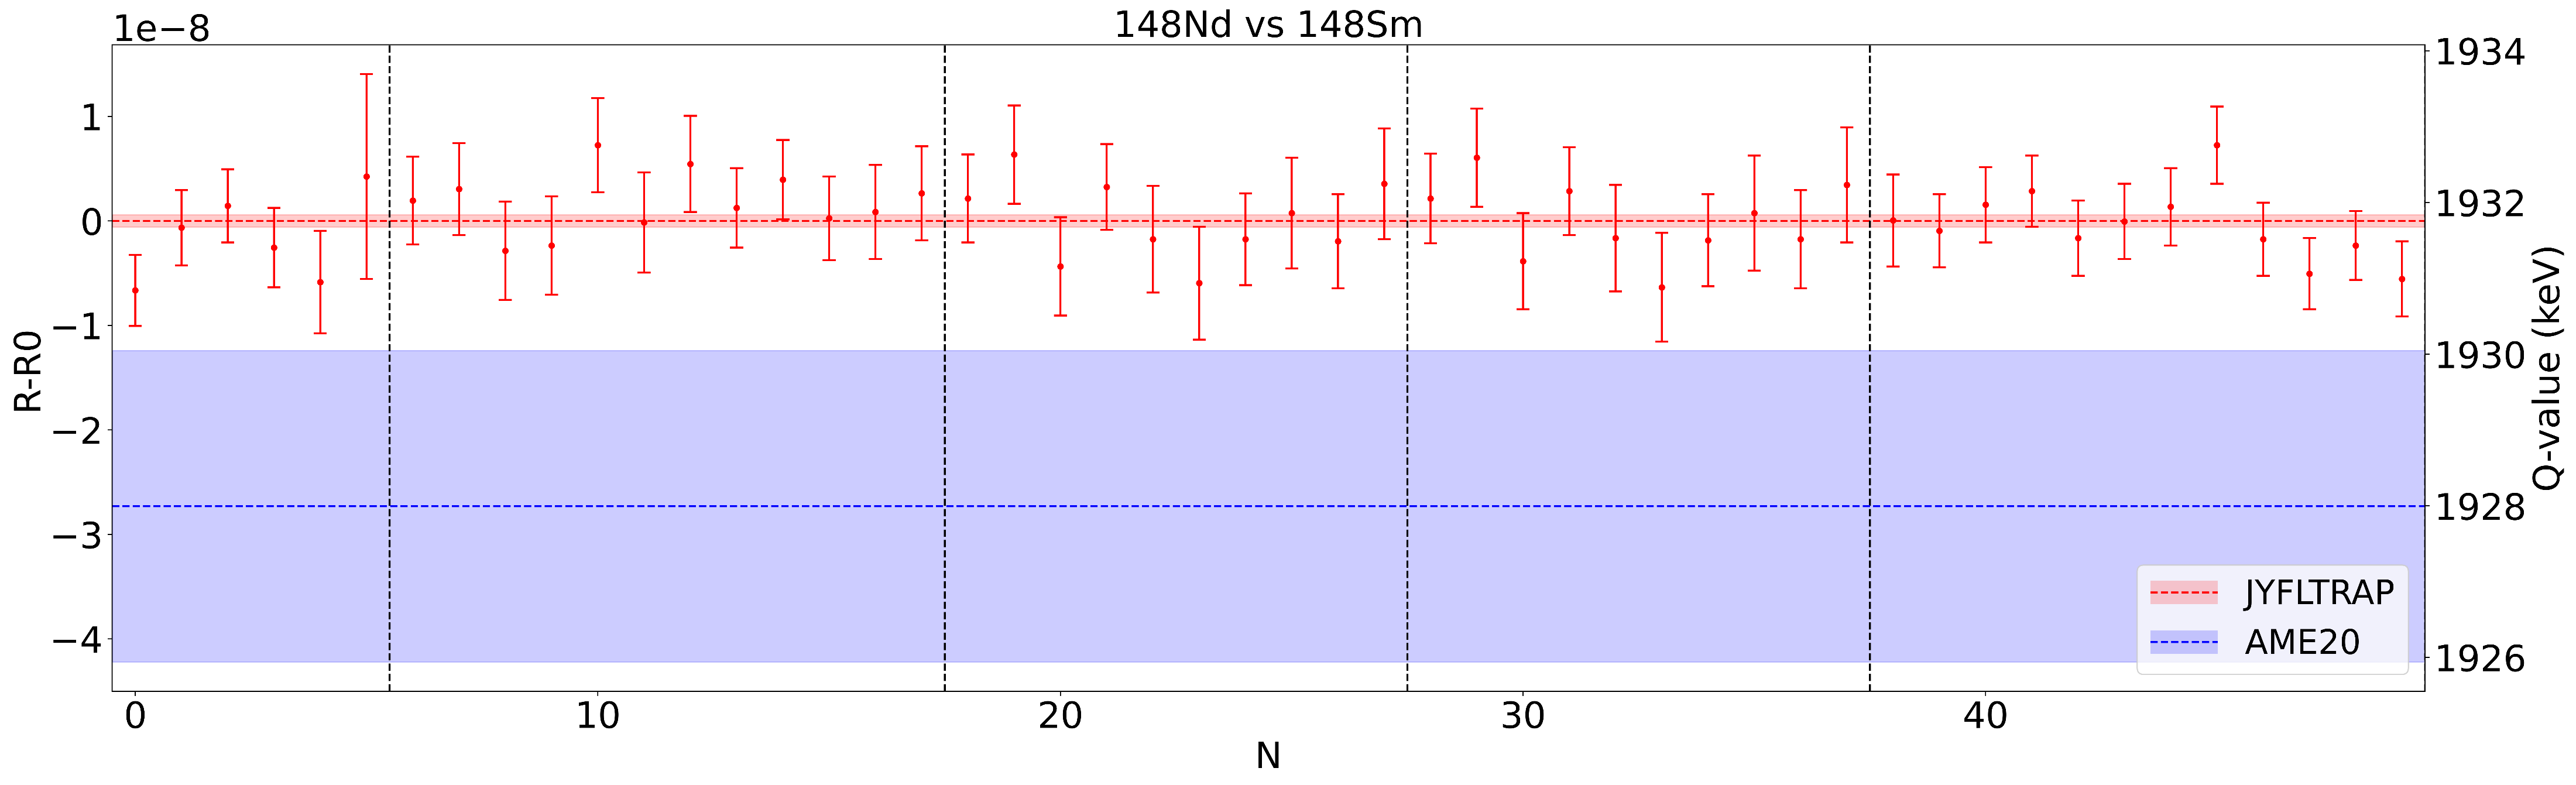 148Nd vs 148Sm
1e−8
1
0
−1
−2
−3
−4
R-R0
1934
1932
1930
1928
1926
Q-value (keV)
JYFLTRAP
AME20
0 10 20 30 40
N